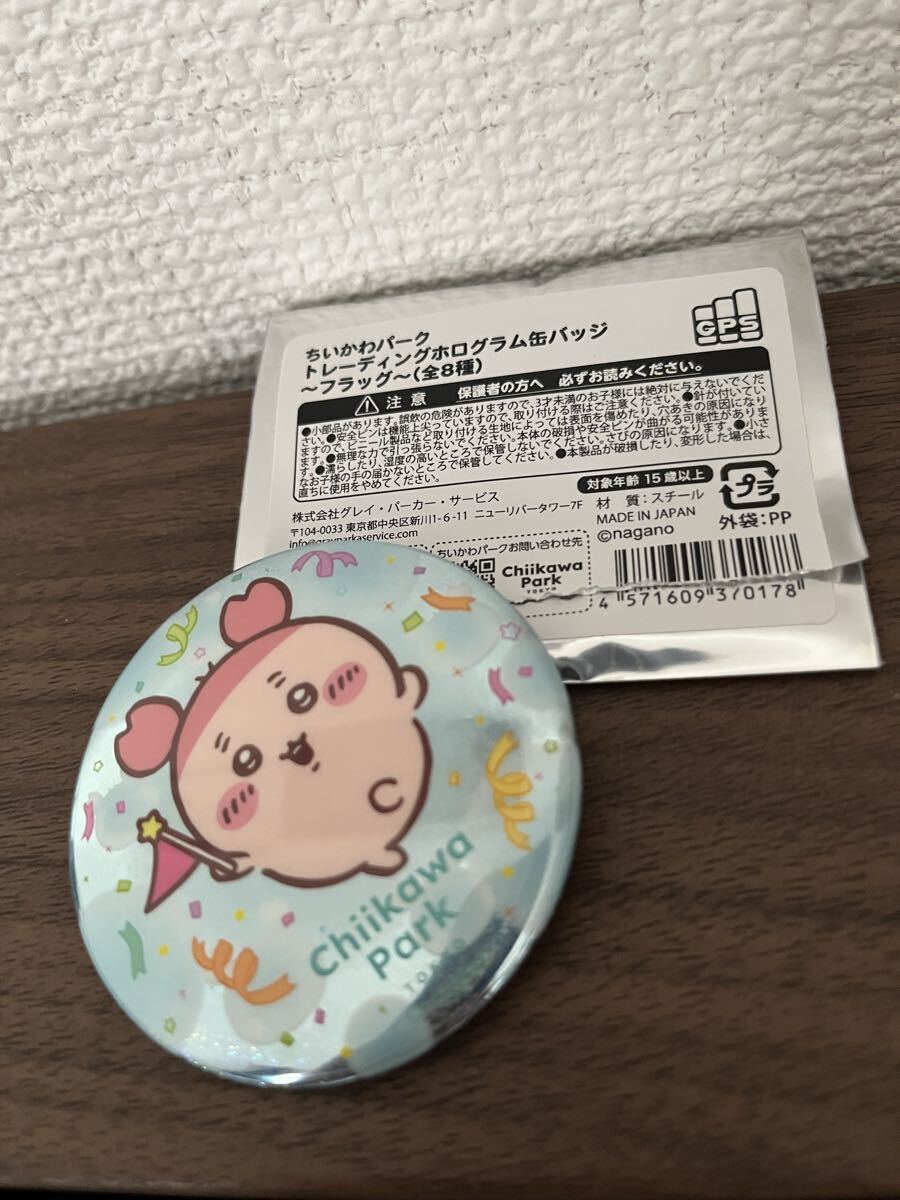 ちいかわパーク
トレーディングホログラム缶バッジ
～フラッグ～(全8種)
GPS
注意 保護者の方へ 必ずお読みください。
●小部品があります。誤飲の危険がありますので、3才未満のお子様には絶対に与えないでくだ
さい。●安全ピンは機能上尖っていますので、取り付ける際はご注意ください。●針が付いてい
ますので、ビニール製品など取り付ける生地によっては表面を傷めたり、穴あきの原因になり
ます。●無理な力で引っ張らないでください。本体の破損や安全ピンが曲がる可能性があり
ます。●濡らしたり、湿度の高いところで保管しないでください。さびの原因になります。●小さ
なお子様の手の届かないところで保管してください。●本製品が破損したり、変形した場合は、
直ちに使用をやめてください。
対象年齢 15歳以上
株式会社グレイ・パーカー・サービス
〒104-0033 東京都中央区新川1-6-11 ニューリバータワー7F
info@grayparkaservice.com
材 質:スチール
MADE IN JAPAN
©nagano
プラ
外袋:PP
ちいかわパークお問い合わせ先
Chiikawa
Park
TOKYO
4 571609 370178
Chiikawa
Park
TOKYO